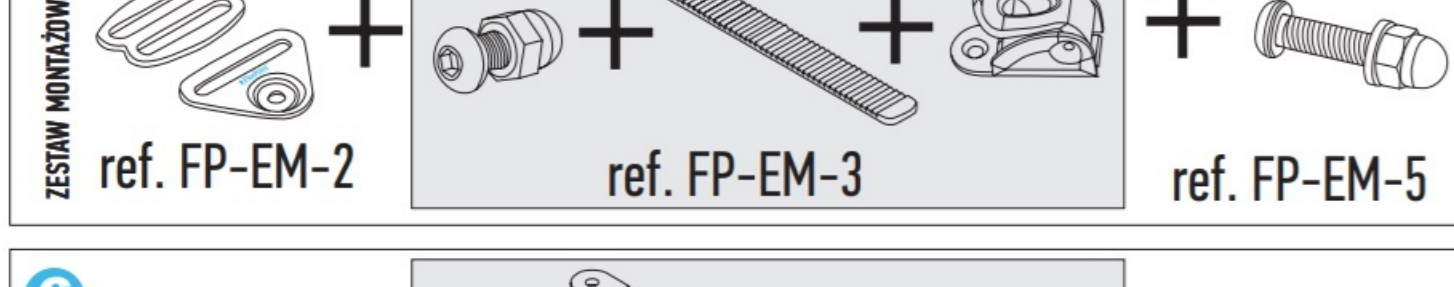 ZESTAW MONTAŻOW
ref. FP-EM-2
ref. FP-EM-3
ref. FP-EM-5